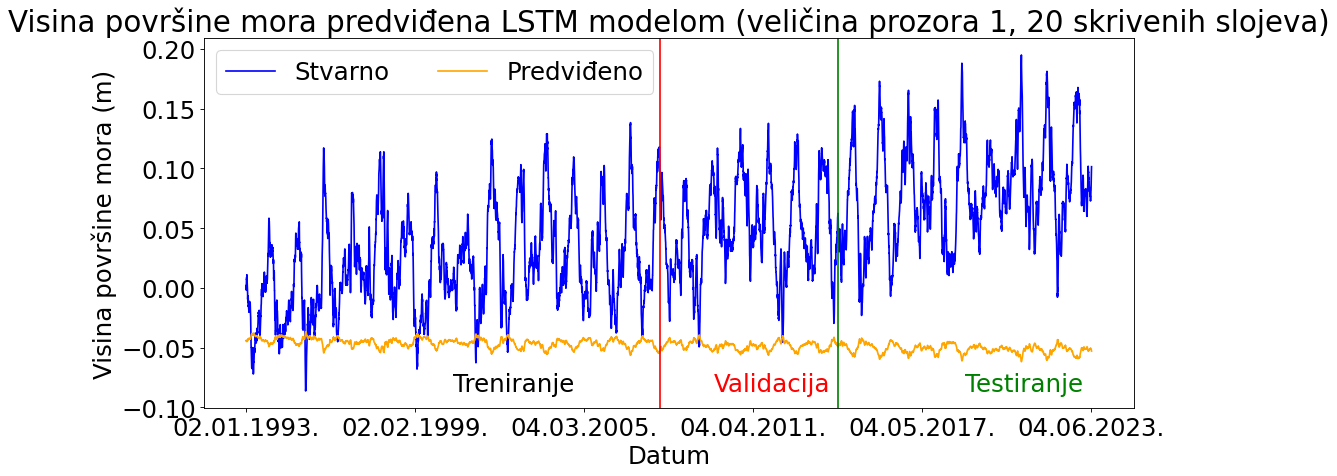 Visina površine mora predviđena LSTM modelom (veličina prozora 1, 20 skrivenih slojeva)
Stvarno
Predviđeno
Visina površine mora (m)
0.20
0.15
0.10
0.05
0.00
−0.05
−0.10
Treniranje
Validacija
Testiranje
02.01.1993.
02.02.1999.
04.03.2005.
04.04.2011.
04.05.2017.
04.06.2023.
Datum